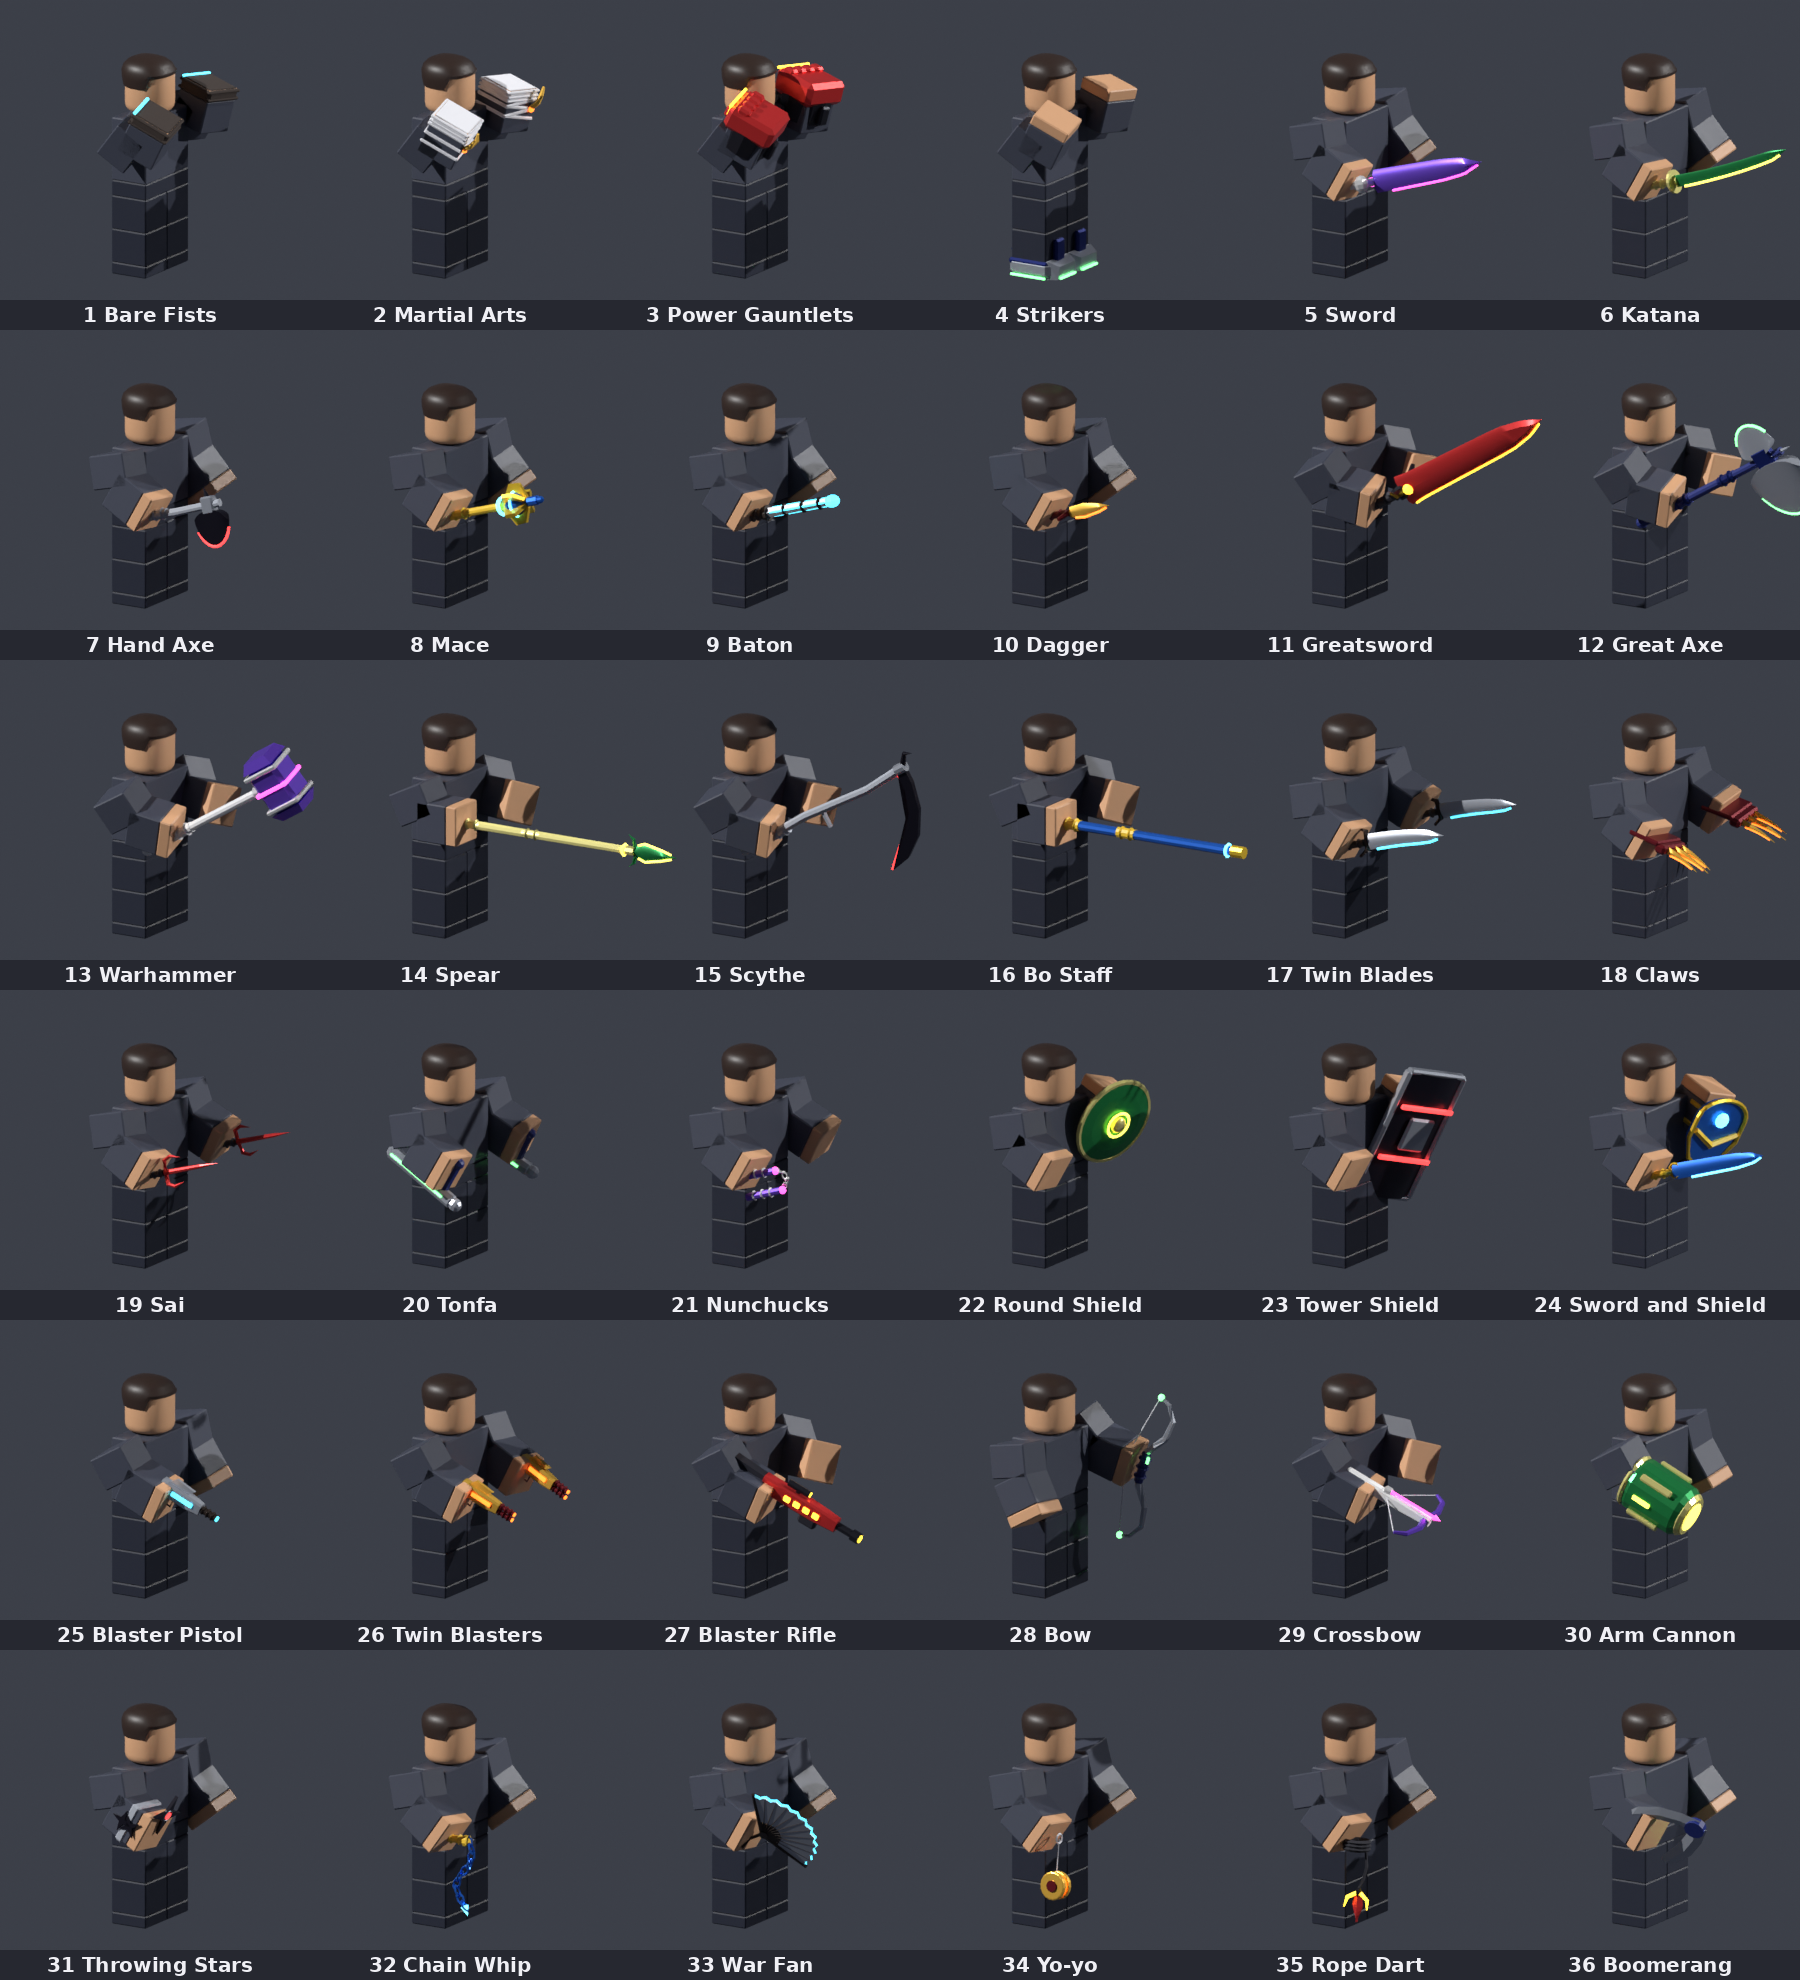 1 Bare Fists
2 Martial Arts
3 Power Gauntlets
4 Strikers
5 Sword
6 Katana
7 Hand Axe
8 Mace
9 Baton
10 Dagger
11 Greatsword
12 Great Axe
13 Warhammer
14 Spear
15 Scythe
16 Bo Staff
17 Twin Blades
18 Claws
19 Sai
20 Tonfa
21 Nunchucks
22 Round Shield
23 Tower Shield
24 Sword and Shield
25 Blaster Pistol
26 Twin Blasters
27 Blaster Rifle
28 Bow
29 Crossbow
30 Arm Cannon
31 Throwing Stars
32 Chain Whip
33 War Fan
34 Yo-yo
35 Rope Dart
36 Boomerang